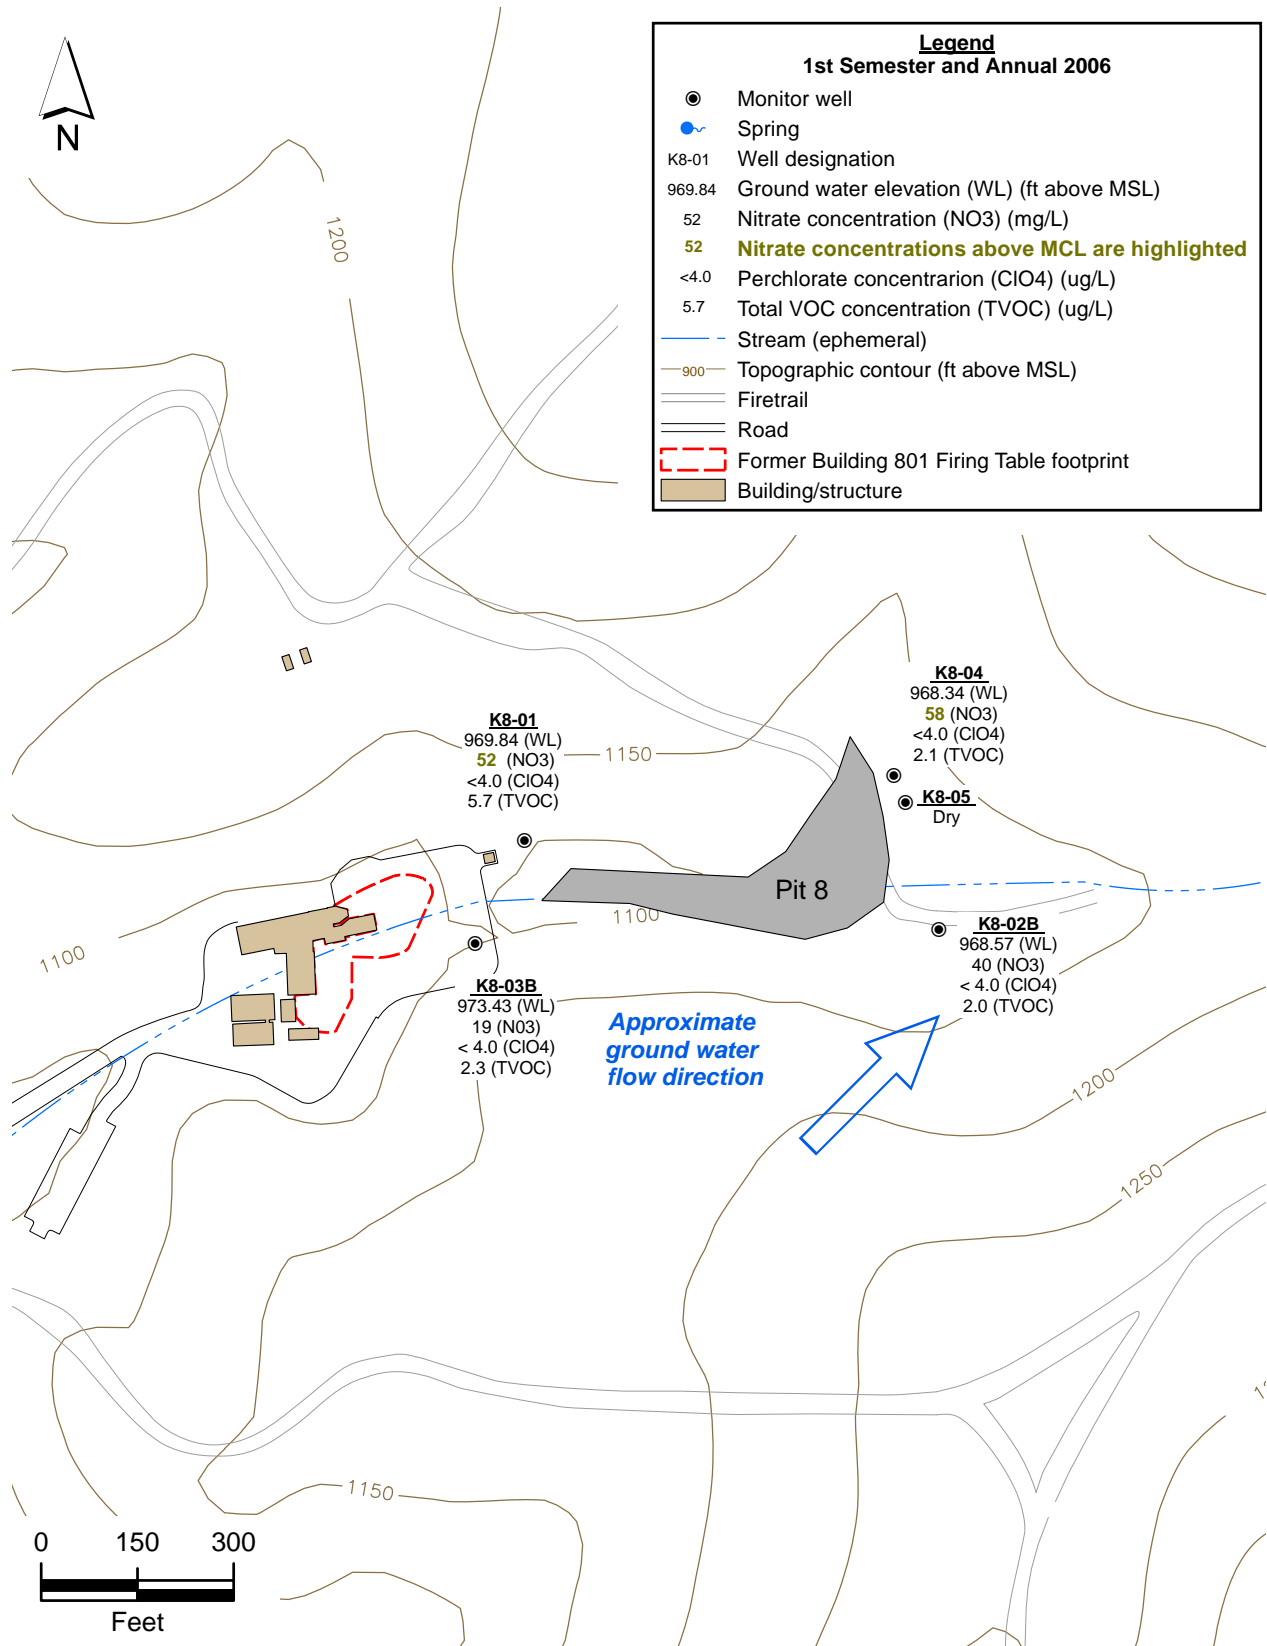 Legend
1st Semester and Annual 2006
Monitor well
Spring
K8-01 Well designation
969.84 Ground water elevation (WL) (ft above MSL)
52 Nitrate concentration (NO3) (mg/L)
52 Nitrate concentrations above MCL are highlighted
<4.0 Perchlorate concentrarion (ClO4) (ug/L)
5.7 Total VOC concentration (TVOC) (ug/L)
Stream (ephemeral)
900 Topographic contour (ft above MSL)
Firetrail
Road
Former Building 801 Firing Table footprint
Building/structure
N
1200
K8-04
968.34 (WL)
58 (NO3)
<4.0 (ClO4)
2.1 (TVOC)
K8-01
969.84 (WL)
52 (NO3)
<4.0 (ClO4)
5.7 (TVOC)
1150
K8-05
Dry
Pit 8
1100
K8-02B
968.57 (WL)
40 (NO3)
< 4.0 (ClO4)
2.0 (TVOC)
1100
K8-03B
973.43 (WL)
19 (N03)
< 4.0 (ClO4)
2.3 (TVOC)
Approximate
ground water
flow direction
1200
1250
1150
0 150 300
Feet